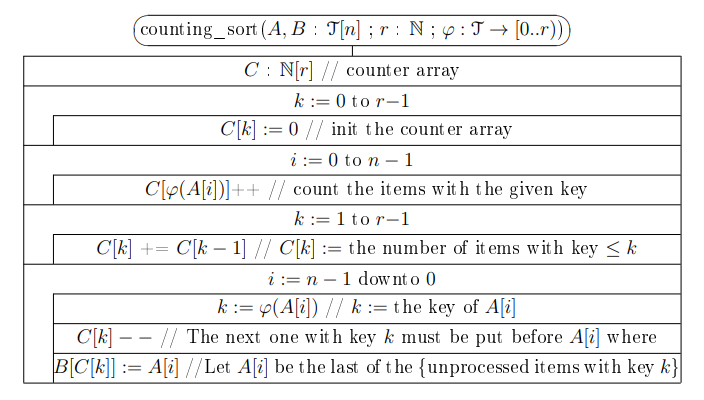 counting_sort(A, B : 𝒯[n] ; r : ℕ ; φ : 𝒯 → [0..r))
C : ℕ[r] // counter array
k := 0 to r−1
C[k] := 0 // init the counter array
i := 0 to n − 1
C[φ(A[i])]++ // count the items with the given key
k := 1 to r−1
C[k] += C[k − 1] // C[k] := the number of items with key ≤ k
i := n − 1 downto 0
k := φ(A[i]) // k := the key of A[i]
C[k] − − // The next one with key k must be put before A[i] where
B[C[k]] := A[i] //Let A[i] be the last of the {unprocessed items with key k}